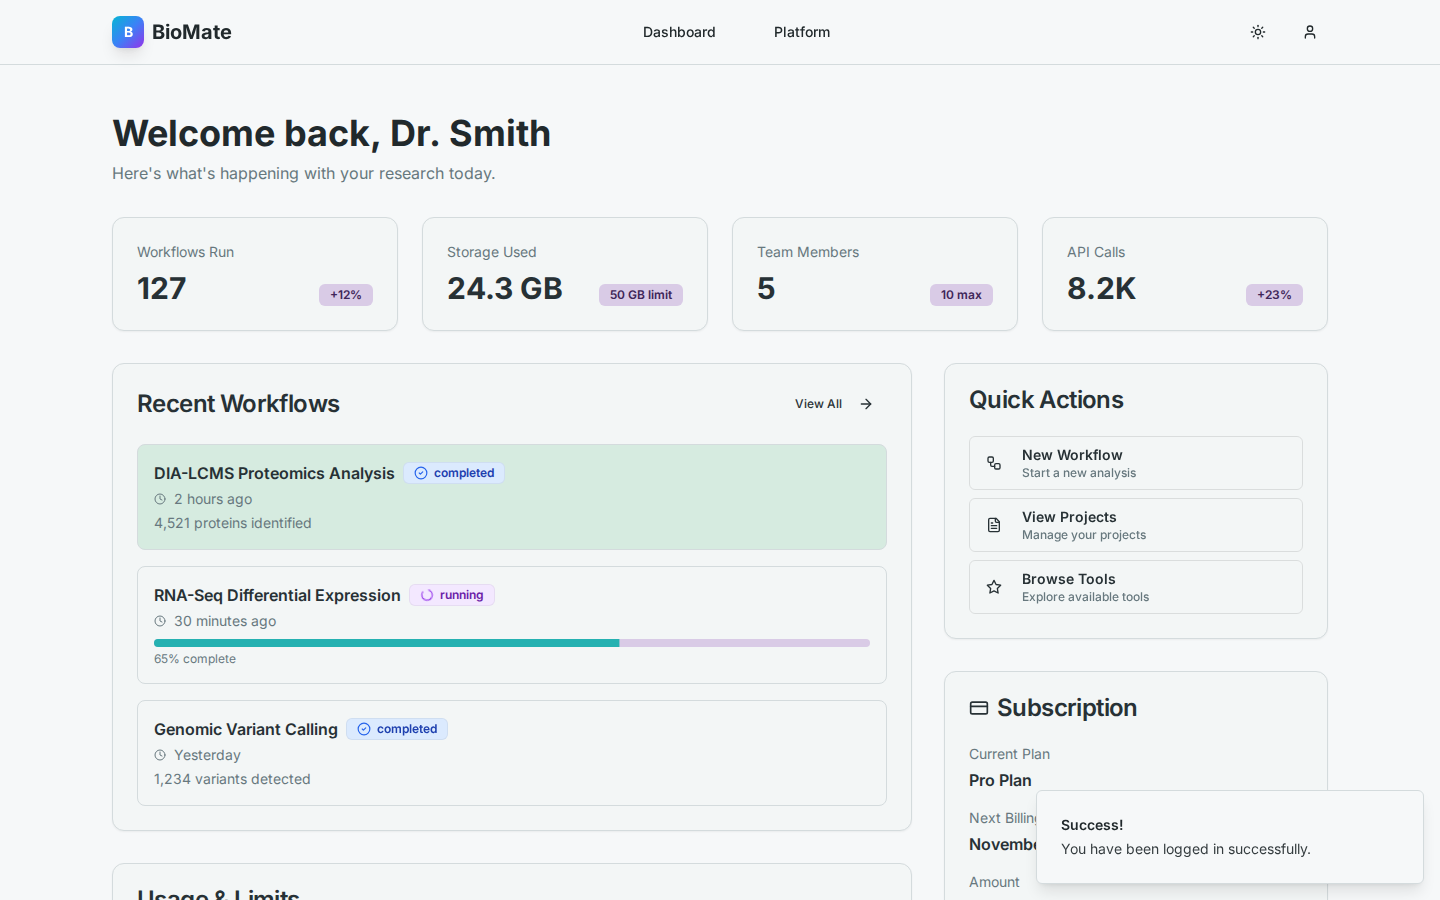 B BioMate
Dashboard
Platform
Welcome back, Dr. Smith
Here's what's happening with your research today.
Workflows Run
127
+12%
Storage Used
24.3 GB
50 GB limit
Team Members
5
10 max
API Calls
8.2K
+23%
Recent Workflows
View All
DIA-LCMS Proteomics Analysis
completed
2 hours ago
4,521 proteins identified
RNA-Seq Differential Expression
running
30 minutes ago
65% complete
Genomic Variant Calling
completed
Yesterday
1,234 variants detected
Usage & Limits
Quick Actions
New Workflow
Start a new analysis
View Projects
Manage your projects
Browse Tools
Explore available tools
Subscription
Current Plan
Pro Plan
Next Billing
Amount
Success!
You have been logged in successfully.